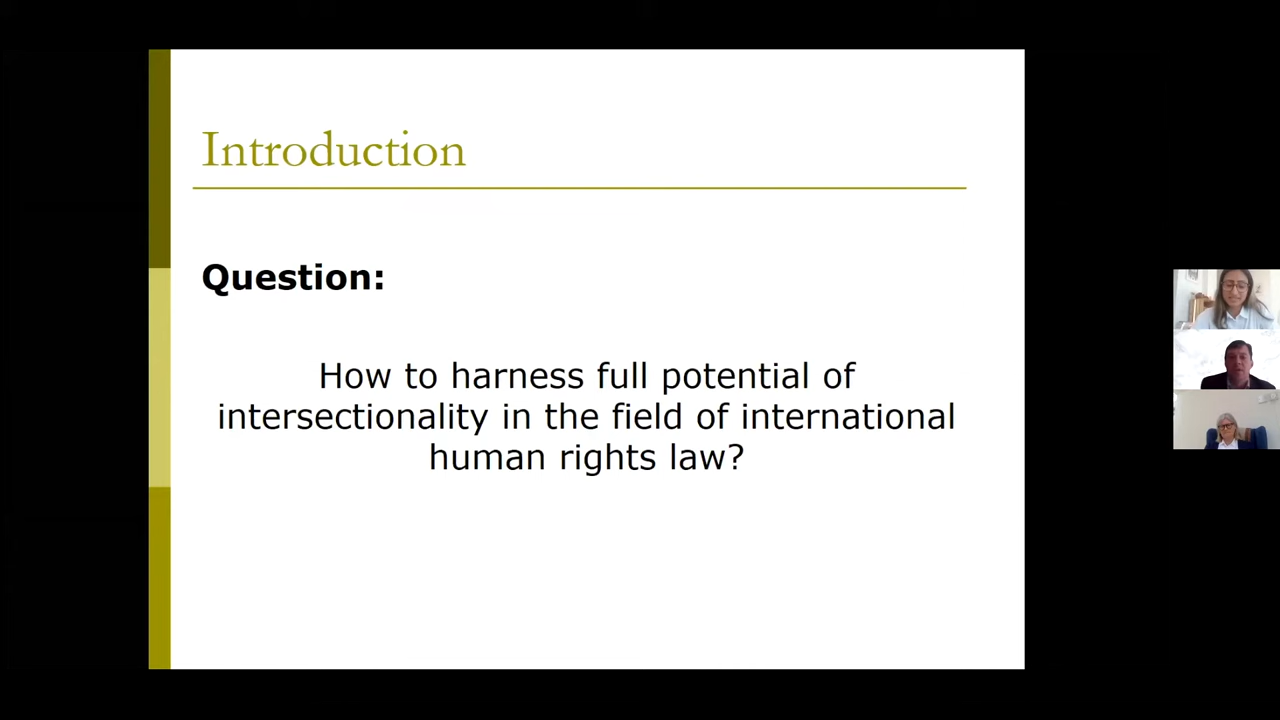 Introduction
Question:
How to harness full potential of
intersectionality in the field of international
human rights law?